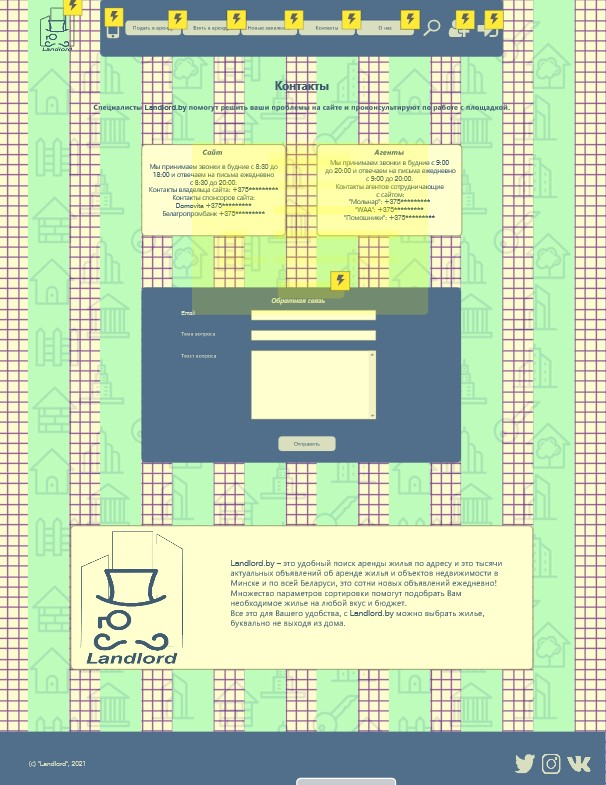 Landlord
Подать в аренду
Взять в аренду
Новые заявления
Контакты
О нас
Контакты
Специалисты Landlord.by помогут решить ваши проблемы на сайте и проконсультируют по работе с площадкой.
Сайт
Мы принимаем звонки в будние с 8:30 до
18:00 и отвечаем на письма ежедневно
с 8:30 до 20:00.
Контакты владельца сайта: +375*********
Контакты спонсоров сайта:
Domovita +375*********
Белагропромбанк +375*********
Агенты
Мы принимаем звонки в будние с 9:00
до 20:00 и отвечаем на письма ежедневно
с 9:00 до 20:00.
Контакты агентов сотрудничающие
с сайтом:
"Мольнар": +375*********
"WAA": +375*********
"Помошники": +375*********
Обратная связь
Email
Тема вопроса
Текст вопроса
Отправить
Landlord
Landlord.by – это удобный поиск аренды жилья по адресу и это тысячи
актуальных объявлений об аренде жилья и объектов недвижимости в
Минске и по всей Беларуси, это сотни новых объявлений ежедневно!
Множество параметров сортировки помогут подобрать Вам
необходимое жилье на любой вкус и бюджет.
Все это для Вашего удобства, с Landlord.by можно выбрать жилье,
буквально не выходя из дома.
(c) "Landlord", 2021